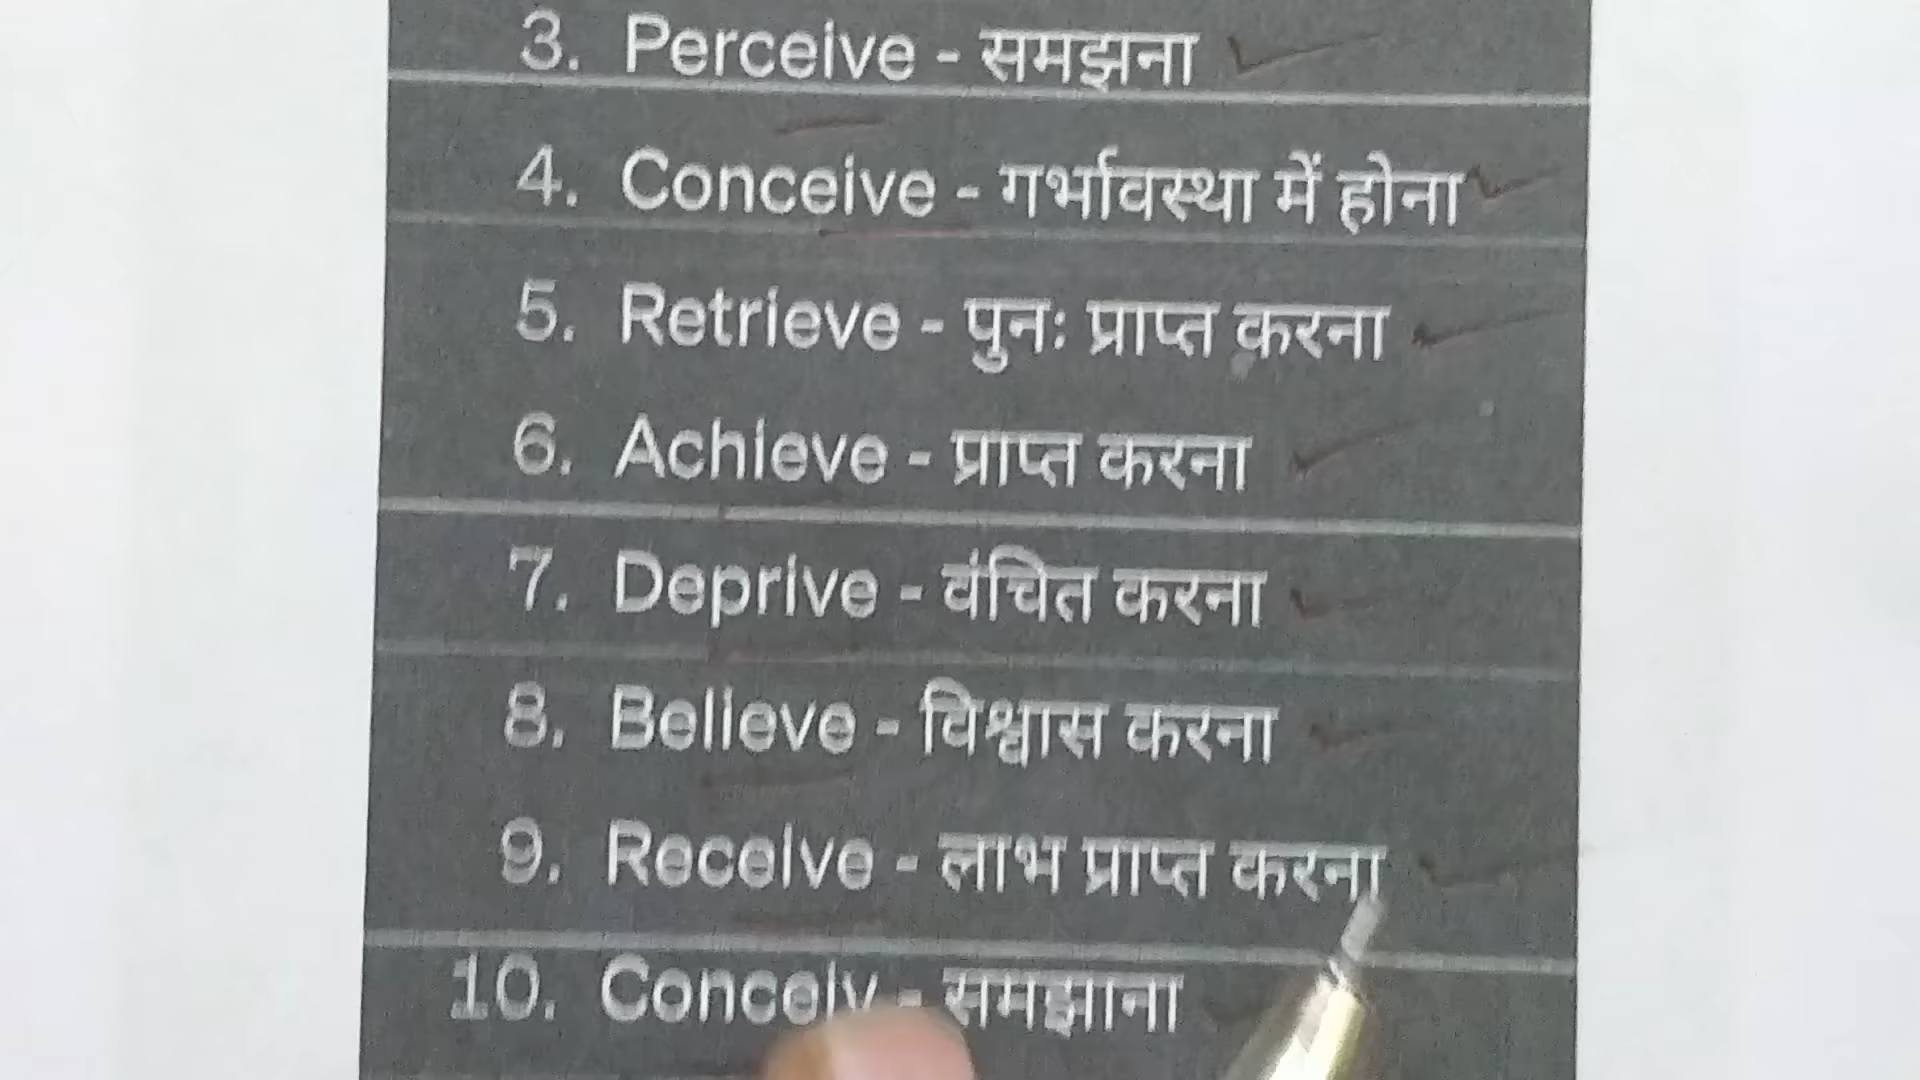 3. Perceive - समझना
4. Conceive - गर्भावस्था में होना
5. Retrieve - पुनः प्राप्त करना
6. Achieve - प्राप्त करना
7. Deprive - वंचित करना
8. Believe - विश्वास करना
9. Receive - लाभ प्राप्त करना
10. Conceiv - समझाना